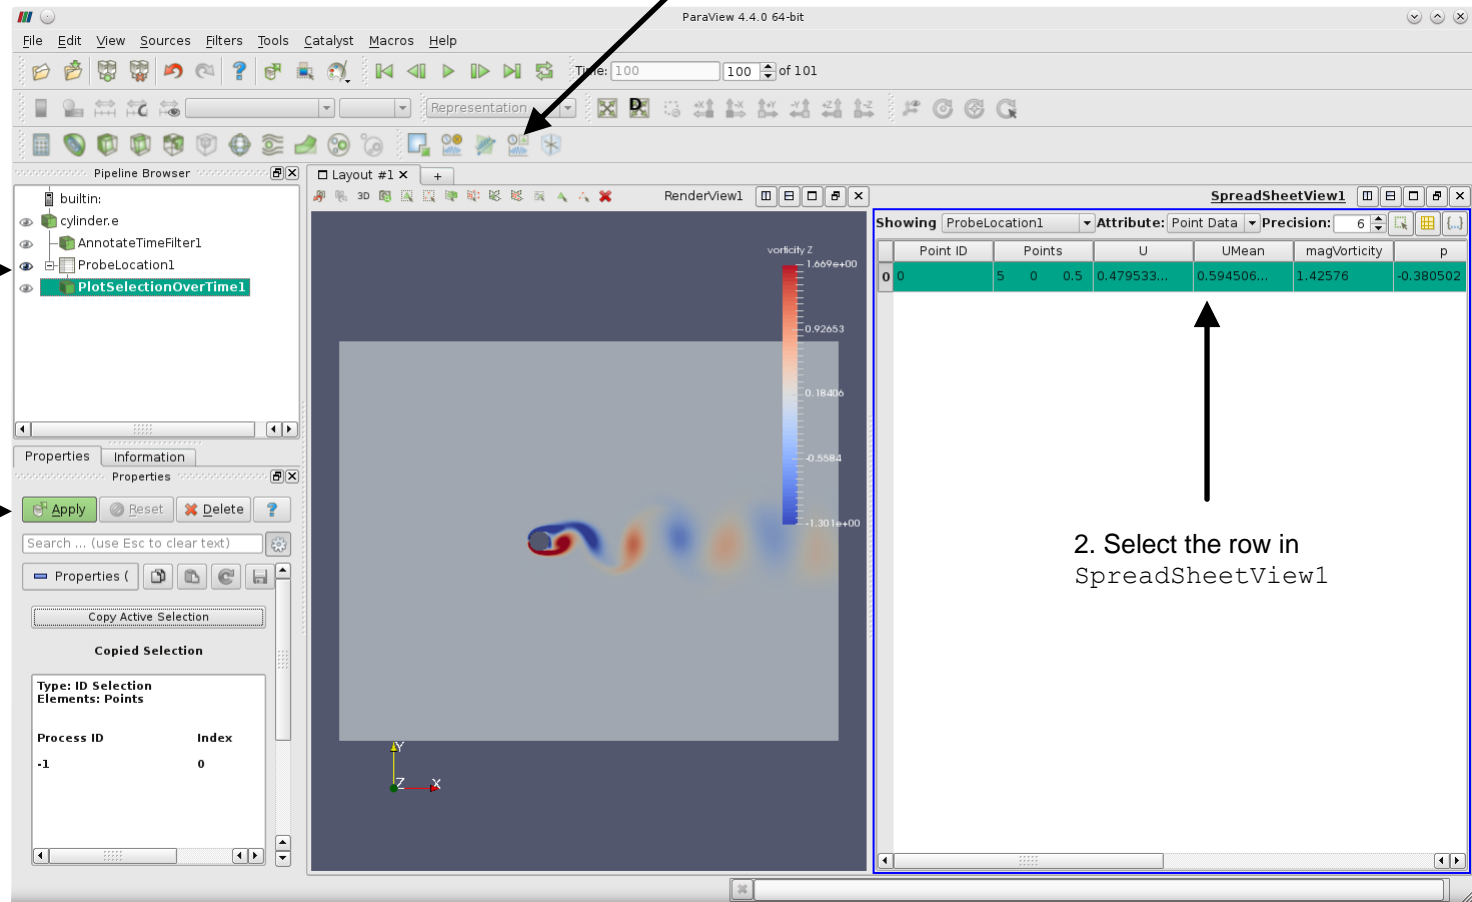 ParaView 4.4.0 64-bit
File Edit View Sources Filters Tools Catalyst Macros Help
Time: 100 100 of 101
Representation
Pipeline Browser
builtin:
cylinder.e
AnnotateTimeFilter1
ProbeLocation1
PlotSelectionOverTime1
Properties Information
Properties
Apply Reset Delete ?
Search ... (use Esc to clear text)
Properties (
Copy Active Selection
Copied Selection
Type: ID Selection
Elements: Points
Process ID Index
-1 0
Layout #1 +
3D RenderView1
vorticity Z
1.669e+00
0.92653
0.18406
-0.5584
-1.301e+00
Y
Z X
SpreadSheetView1
Showing ProbeLocation1 Attribute: Point Data Precision: 6
Point ID Points U UMean magVorticity p
0 0 5 0 0.5 0.479533... 0.594506... 1.42576 -0.380502
2. Select the row in
SpreadSheetView1